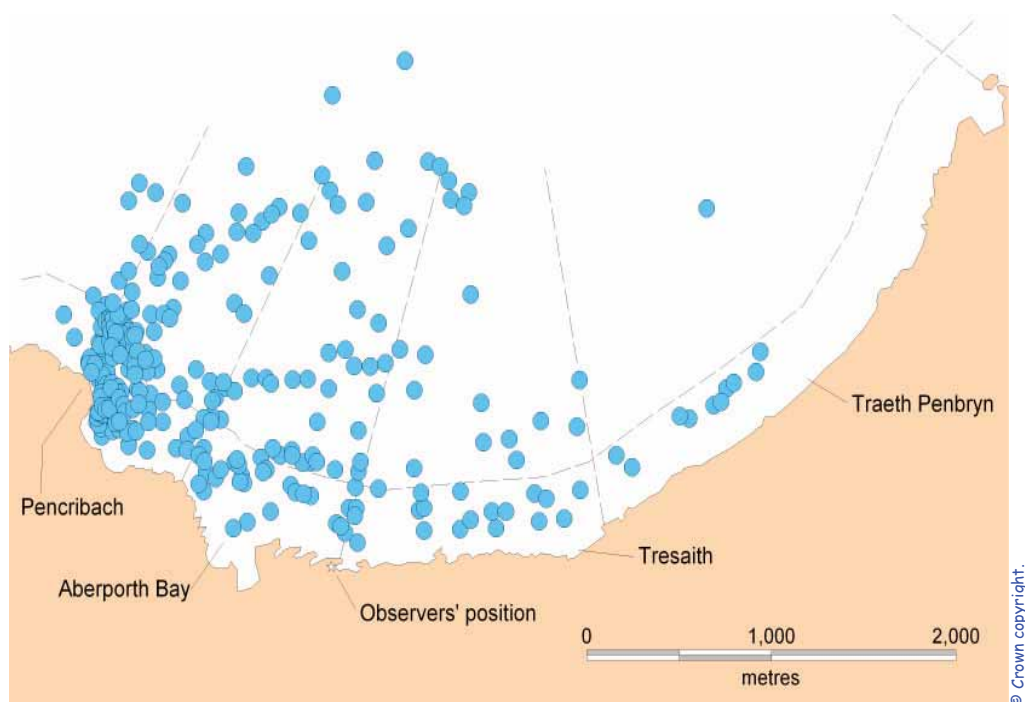 Traeth Penbryn
Pencribach
Tresaith
Aberporth Bay
Observers' position
0 1,000 2,000
metres
© Crown copyright.